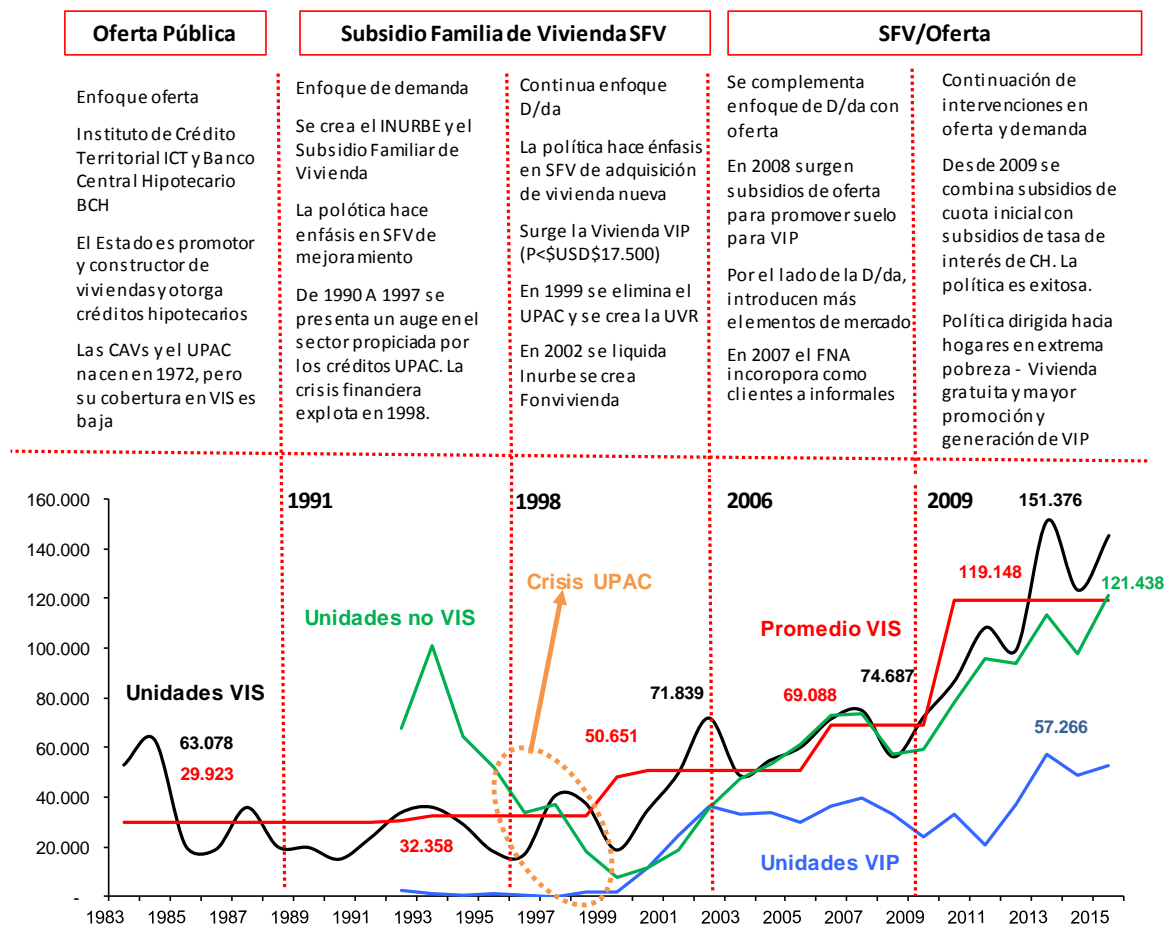 Oferta Pública
Subsidio Familia de Vivienda SFV
SFV/Oferta
Enfoque oferta
Instituto de Crédito
Territorial ICT y Banco
Central Hipotecario
BCH
El Estado es promotor
y constructor de
viviendas y otorga
créditos hipotecarios
Las CAVs y el UPAC
nacen en 1972, pero
su cobertura en VIS es
baja
Enfoque de demanda
Se crea el INURBE y el
Subsidio Familiar de
Vivienda
La polótica hace
enfásis en SFV de
mejoramiento
De 1990 A 1997 se
presenta un auge en el
sector propiciada por
los créditos UPAC. La
crisis financiera
explota en 1998.
Continua enfoque
D/da
La política hace énfasis
en SFV de adquisición
de vivienda nueva
Surge la Vivienda VIP
(P<$USD$17.500)
En 1999 se elimina el
UPAC y se crea la UVR
En 2002 se liquida
Inurbe se crea
Fonvivienda
Se complementa
enfoque de D/da con
oferta
En 2008 surgen
subsidios de oferta
para promover suelo
para VIP
Por el lado de la D/da,
introducen más
elementos de mercado
En 2007 el FNA
incoropora como
clientes a informales
Continuación de
intervenciones en
oferta y demanda
Desde 2009 se
combina subsidios de
cuota inicial con
subsidios de tasa de
interés de CH. La
política es exitosa.
Política dirigida hacia
hogares en extrema
pobreza - Vivienda
gratuita y mayor
promoción y
generación de VIP
160.000
140.000
120.000
100.000
80.000
60.000
40.000
20.000
-
1991
1998
2006
2009
151.376
Crisis UPAC
119.148
121.438
Unidades no VIS
Promedio VIS
Unidades VIS
71.839
74.687
69.088
63.078
50.651
57.266
29.923
32.358
Unidades VIP
1983 1985 1987 1989 1991 1993 1995 1997 1999 2001 2003 2005 2007 2009 2011 2013 2015